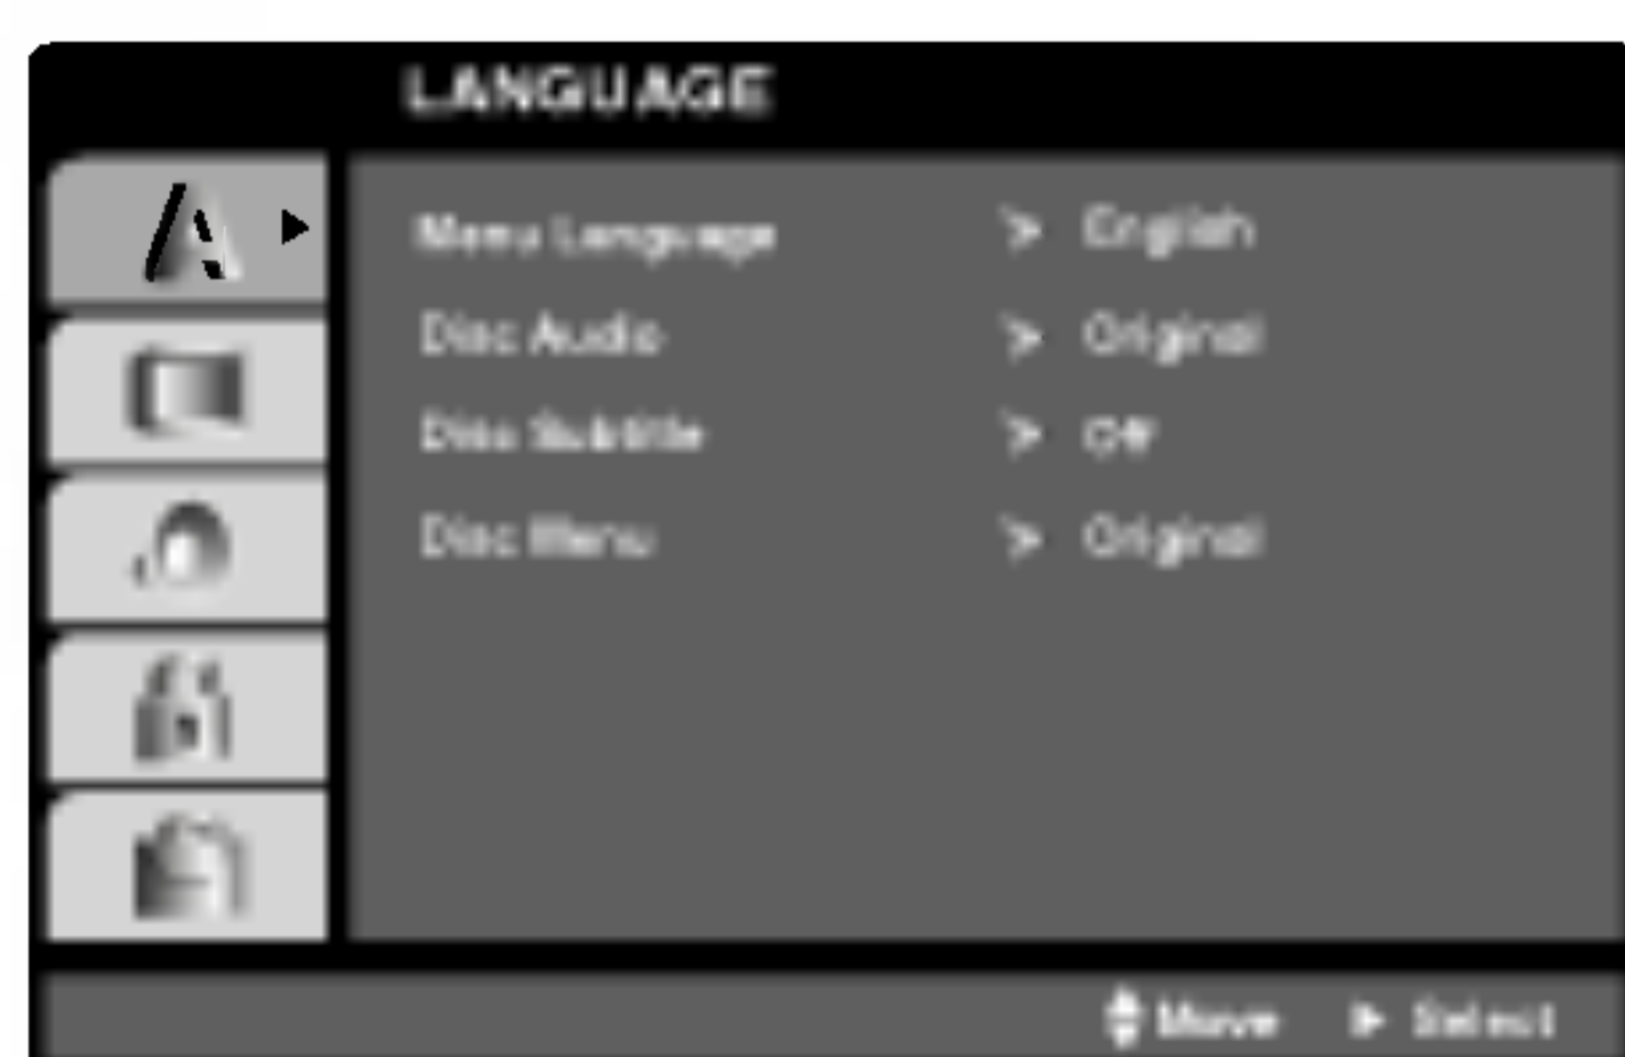 LANGUAGE
Menu Language > English
Disc Audio > Original
Disc Subtitle > Off
Disc Menu > Original
Move Select